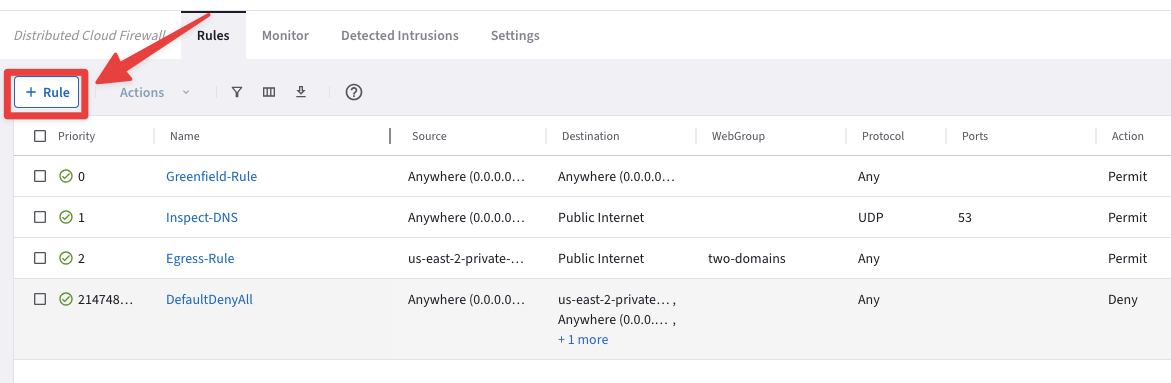 Distributed Cloud Firewall Rules Monitor Detected Intrusions Settings
+ Rule Actions
Priority Name Source Destination WebGroup Protocol Ports Action
0 Greenfield-Rule Anywhere (0.0.0.0… Anywhere (0.0.0.0… Any Permit
1 Inspect-DNS Anywhere (0.0.0.0… Public Internet UDP 53 Permit
2 Egress-Rule us-east-2-private-… Public Internet two-domains Any Permit
214748… DefaultDenyAll Anywhere (0.0.0.0… us-east-2-private… , Any Deny
Anywhere (0.0.0.… ,
+ 1 more